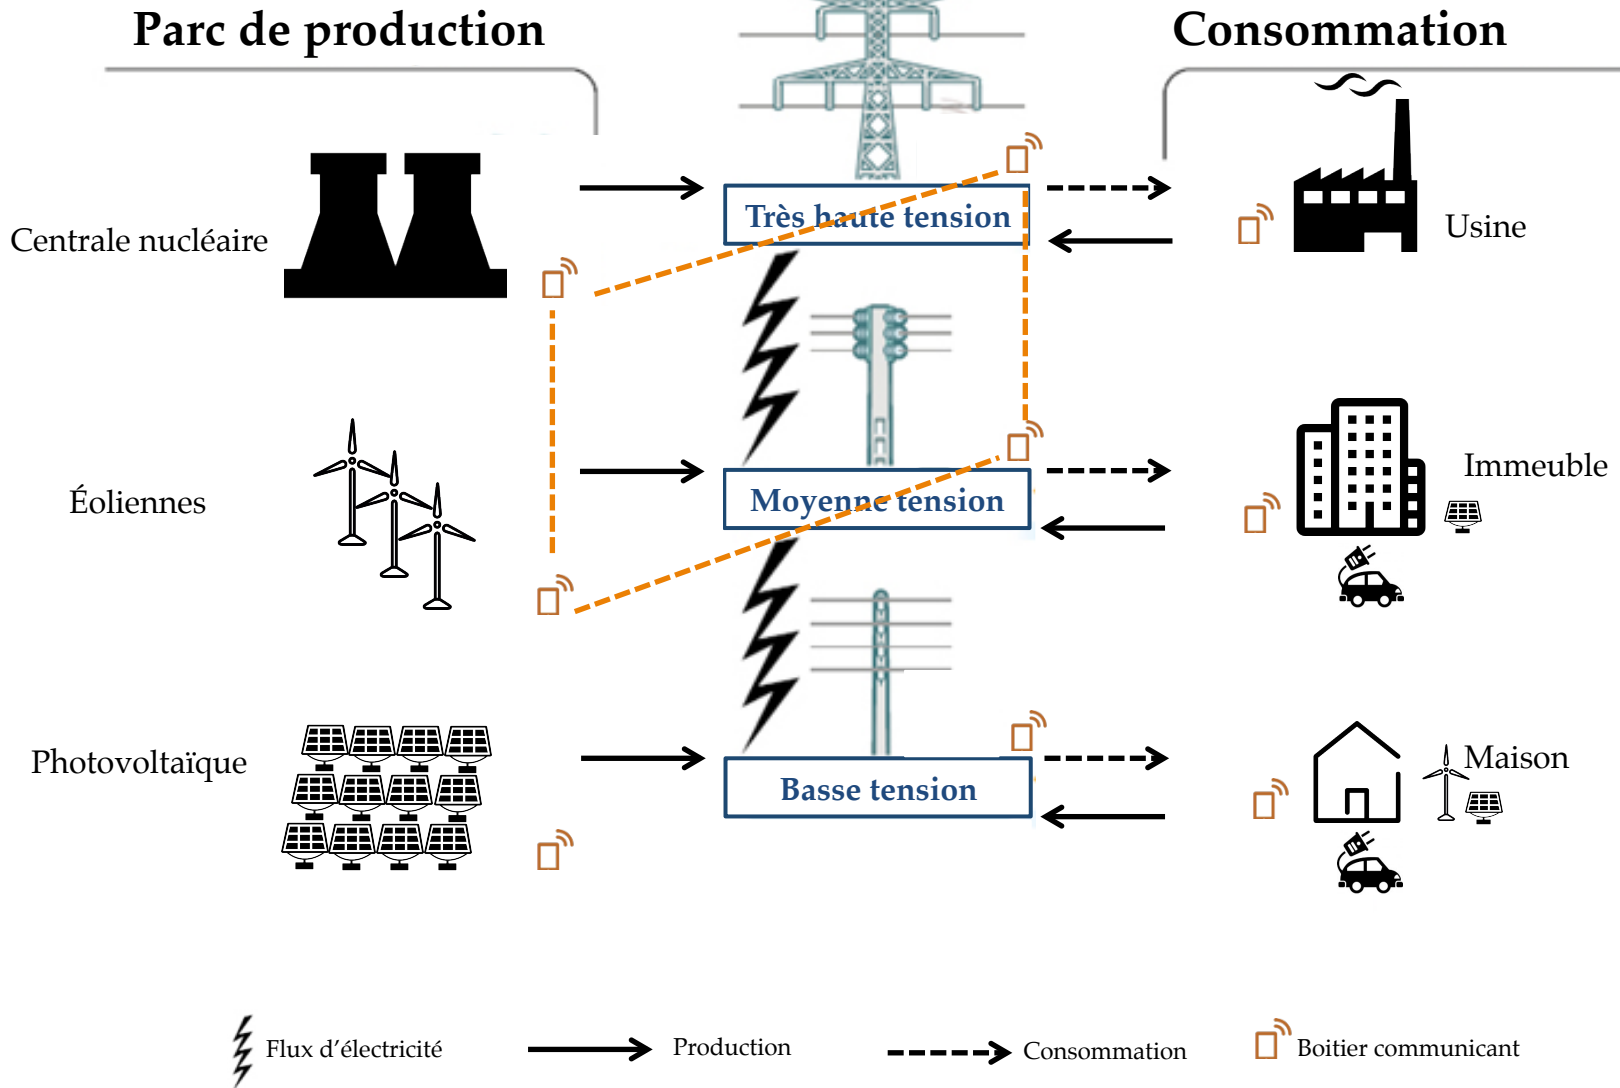 Parc de production
Consommation
Très haute tension
Centrale nucléaire
Usine
Moyenne tension
Éoliennes
Immeuble
Photovoltaïque
Basse tension
Maison
Flux d’électricité
Production
Consommation
Boitier communicant